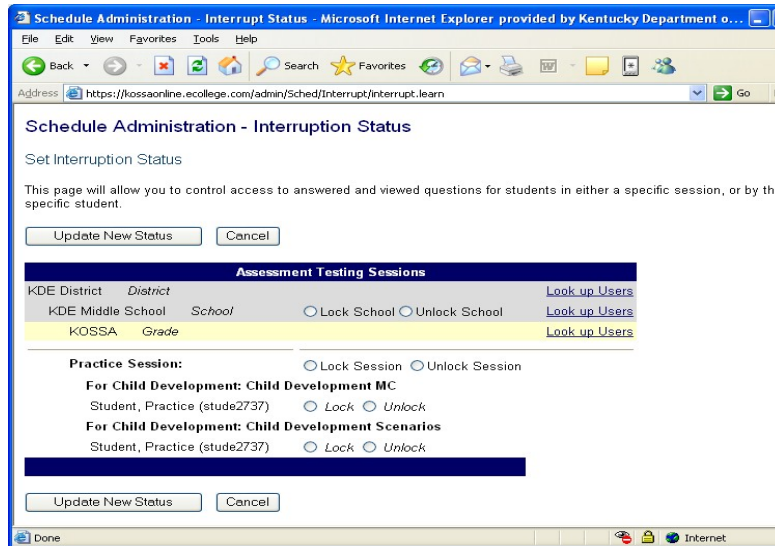 Schedule Administration - Interrupt Status - Microsoft Internet Explorer provided by Kentucky Department o...
File Edit View Favorites Tools Help
Back Search Favorites
Address https://kossaonline.ecollege.com/admin/Sched/Interrupt/interrupt.learn Go
Schedule Administration - Interruption Status
Set Interruption Status
This page will allow you to control access to answered and viewed questions for students in either a specific session, or by th
specific student.
Update New Status Cancel
Assessment Testing Sessions
KDE District District Look up Users
KDE Middle School School Lock School Unlock School Look up Users
KOSSA Grade Look up Users
Practice Session: Lock Session Unlock Session
For Child Development: Child Development MC
Student, Practice (stude2737) Lock Unlock
For Child Development: Child Development Scenarios
Student, Practice (stude2737) Lock Unlock
Update New Status Cancel
Done Internet